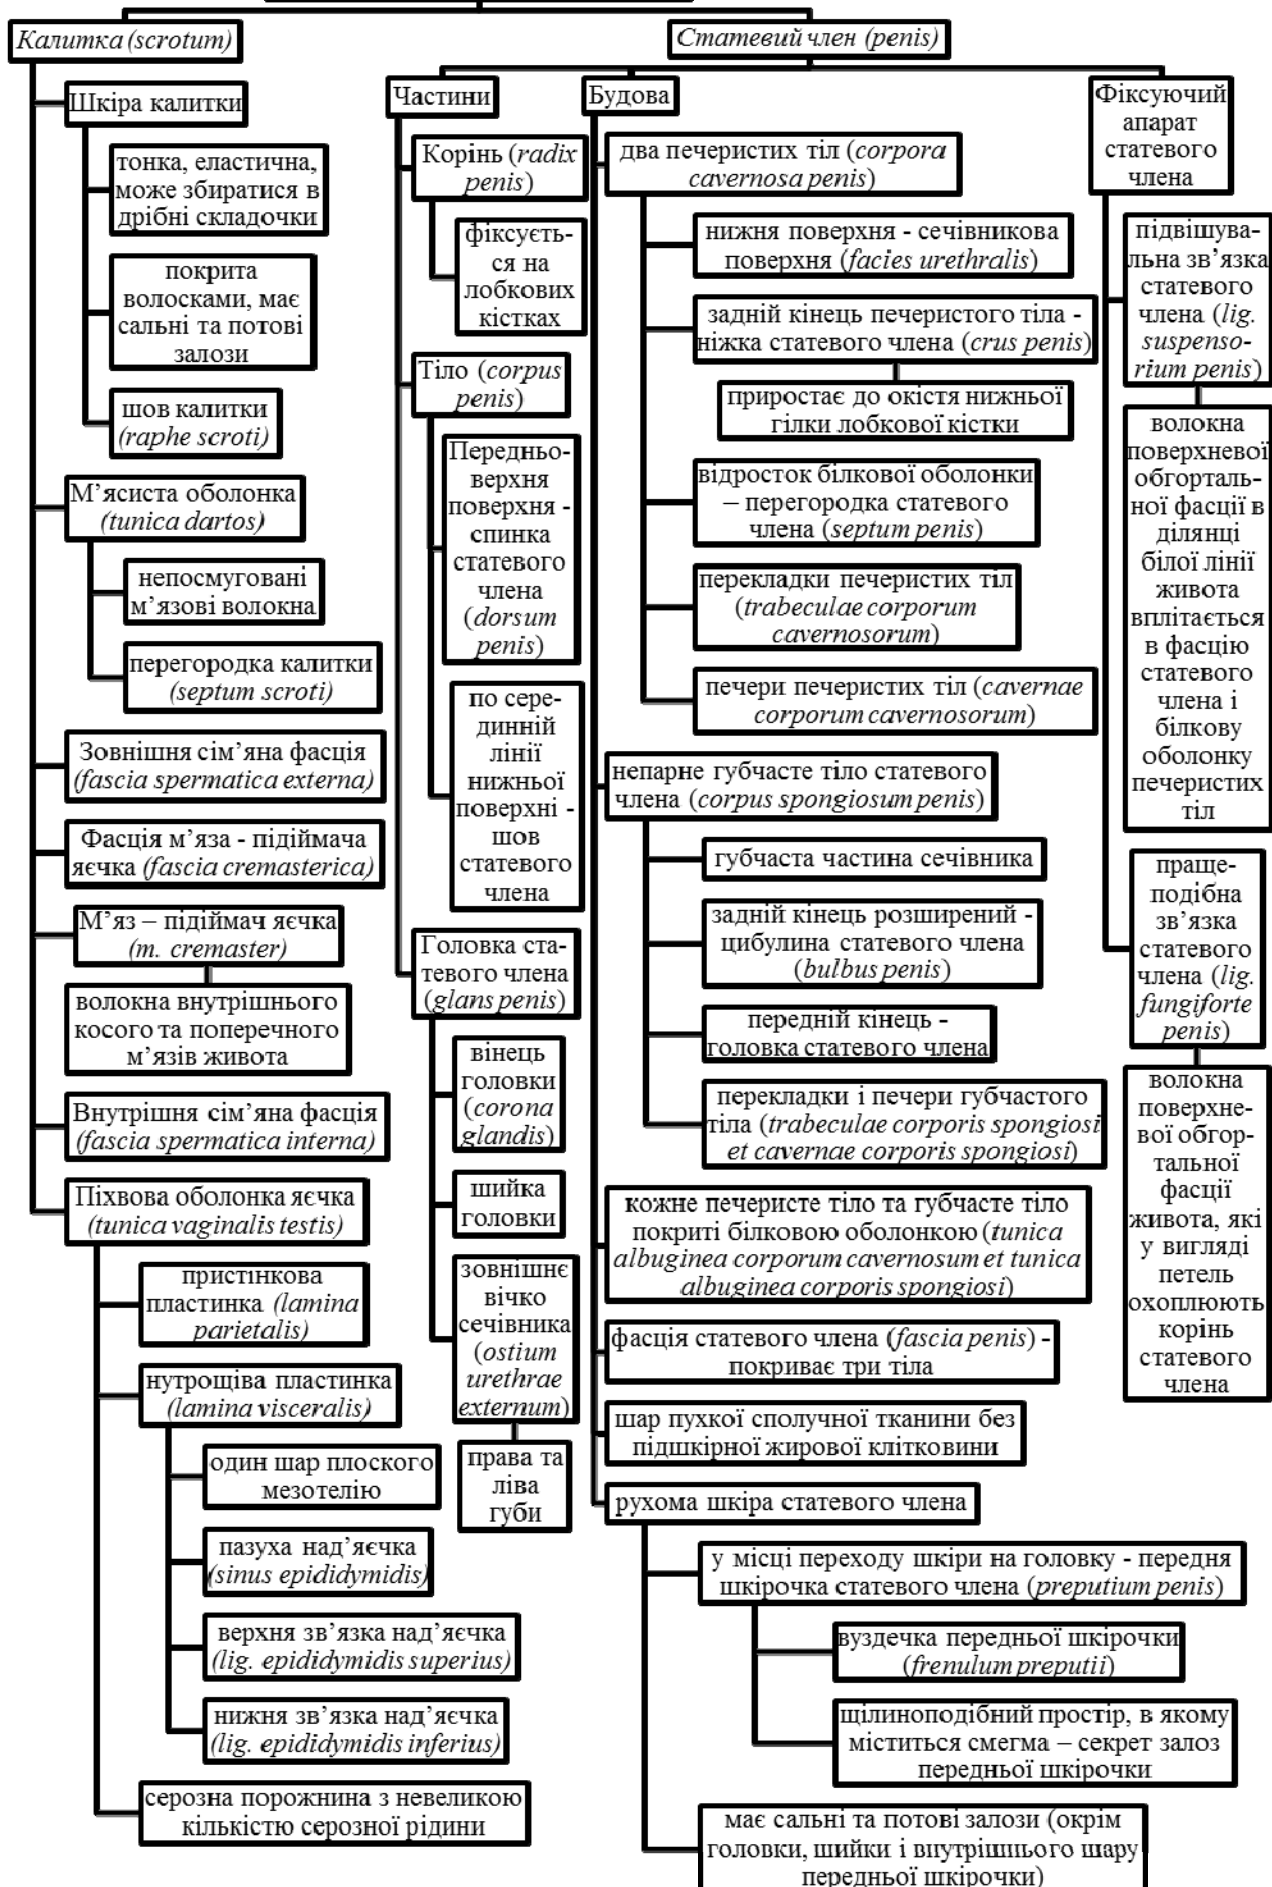 Калитка (scrotum)
Шкіра калитки
тонка, еластична,
може збиратися в
дрібні складочки
покрита
волосками, має
сальні та потові
залози
шов калитки
(raphe scroti)
М’ясиста оболонка
(tunica dartos)
непосмуговані
м’язові волокна
перегородка калитки
(septum scroti)
Зовнішня сім’яна фасція
(fascia spermatica externa)
Фасція м’яза - підіймача
яєчка (fascia cremasterica)
М’яз – підіймач яєчка
(m. cremaster)
волокна внутрішнього
косого та поперечного
м’язів живота
Внутрішня сім’яна фасція
(fascia spermatica interna)
Піхвова оболонка яєчка
(tunica vaginalis testis)
пристінкова
пластинка (lamina
parietalis)
нутрощіва пластинка
(lamina visceralis)
один шар плоского
мезотелію
пазуха над’яєчка
(sinus epididymidis)
верхня зв’язка над’яєчка
(lig. epididymidis superius)
нижня зв’язка над’яєчка
(lig. epididymidis inferius)
серозна порожнина з невеликою
кількістю серозної рідини
Статевий член (penis)
Частини
Корінь (radix
penis)
фіксуєть-
ся на
лобкових
кістках
Тіло (corpus
penis)
Передньо-
верхня
поверхня -
спинка
статевого
члена
(dorsum
penis)
по сере-
динній
лінії
нижньої
поверхні -
шов
статевого
члена
Головка ста-
тевого члена
(glans penis)
вінець
головки
(corona
glandis)
шийка
головки
зовнішнє
вічко
сечівника
(ostium
urethrae
externum)
права та
ліва
губи
Будова
два печеристих тіл (corpora
cavernosa penis)
нижня поверхня - сечівникова
поверхня (facies urethralis)
задній кінець печеристого тіла -
ніжка статевого члена (crus penis)
приростає до окістя нижньої
гілки лобкової кістки
відросток білкової оболонки
– перегородка статевого
члена (septum penis)
перекладки печеристих тіл
(trabeculae corporum
cavernosorum)
печери печеристих тіл (cavernae
corporum cavernosorum)
непарне губчасте тіло статевого
члена (corpus spongiosum penis)
губчаста частина сечівника
задній кінець розширений -
цибулина статевого члена
(bulbus penis)
передній кінець -
головка статевого члена
перекладки і печери губчастого
тіла (trabeculae corporis spongiosi
et cavernae corporis spongiosi)
кожне печеристе тіло та губчасте тіло
покриті білковою оболонкою (tunica
albuginea corporum cavernosum et tunica
albuginea corporis spongiosi)
фасція статевого члена (fascia penis) -
покриває три тіла
шар пухкої сполучної тканини без
підшкірної жирової клітковини
рухома шкіра статевого члена
у місці переходу шкіри на головку - передня
шкірочка статевого члена (preputium penis)
вуздечка передньої шкірочки
(frenulum preputii)
щілиноподібний простір, в якому
міститься смегма – секрет залоз
передньої шкірочки
має сальні та потові залози (окрім
головки, шийки і внутрішнього шару
передньої шкірочки)
Фіксуючий
апарат
статевого
члена
підвішува-
льна зв’язка
статевого
члена (lig.
suspenso-
rium penis)
волокна
поверхневої
обгорталь-
ної фасції в
ділянці
білої лінії
живота
вплітається
в фасцію
статевого
члена і
білкову
оболонку
печеристих
тіл
праще-
подібна
зв’язка
статевого
члена (lig.
fungiforte
penis)
волокна
поверхне-
вої обгор-
тальної
фасції
живота, які
у вигляді
петель
охоплюють
корінь
статевого
члена